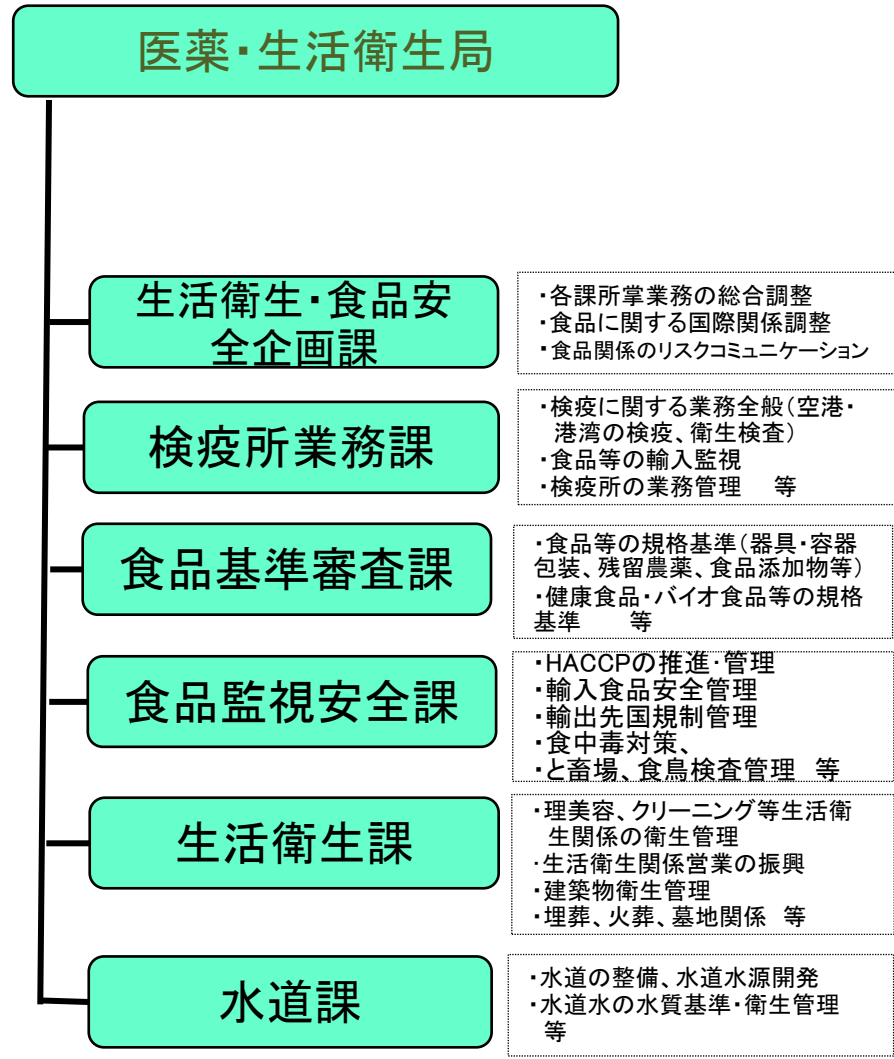 医薬・生活衛生局
生活衛生・食品安
全企画課
・各課所掌業務の総合調整
・食品に関する国際関係調整
・食品関係のリスクコミュニケーション
検疫所業務課
・検疫に関する業務全般（空港・
港湾の検疫、衛生検査）
・食品等の輸入監視
・検疫所の業務管理　等
食品基準審査課
・食品等の規格基準（器具・容器
包装、残留農薬、食品添加物等）
・健康食品・バイオ食品等の規格
基準　　等
食品監視安全課
・HACCPの推進・管理
・輸入食品安全管理
・輸出先国規制管理
・食中毒対策、
・と畜場、食鳥検査管理　等
生活衛生課
・理美容、クリーニング等生活衛
生関係の衛生管理
・生活衛生関係営業の振興
・建築物衛生管理
・埋葬、火葬、墓地関係　等
水道課
・水道の整備、水道水源開発
・水道水の水質基準・衛生管理
等